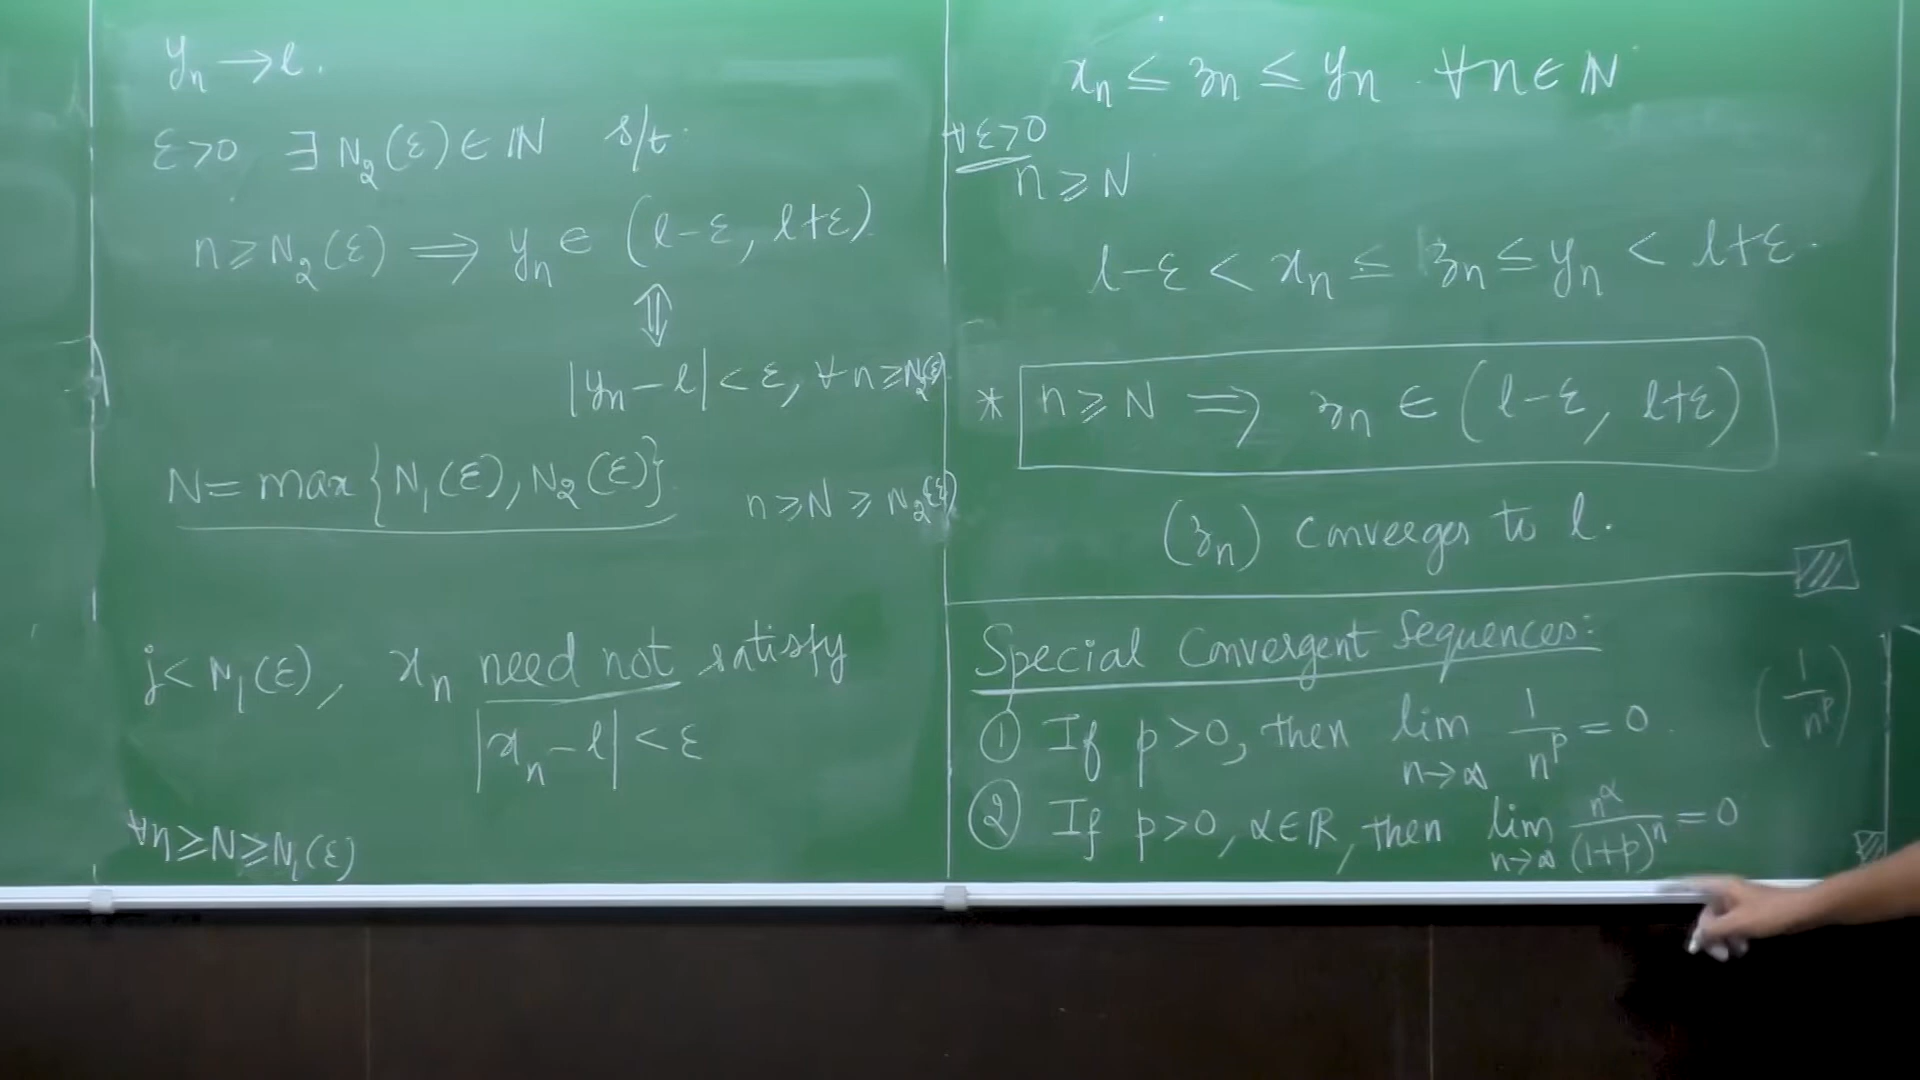 yₙ → l.
ε>0 ∃ N₂(ε) ∈ ℕ s/t.
n ≥ N₂(ε) ⟹ yₙ ∈ (l-ε, l+ε)
⇕
|yₙ - l| < ε, ∀ n ≥ N₂(ε)
N = max {N₁(ε), N₂(ε)}.
n ≥ N ≥ N₂(ε)
j < N₁(ε), xₙ need not satisfy
|xₙ - l| < ε
∀n ≥ N ≥ N₁(ε)
xₙ ≤ zₙ ≤ yₙ ∀n ∈ ℕ
∀ε>0
n ≥ N
l-ε < xₙ ≤ zₙ ≤ yₙ < l+ε.
* n ≥ N ⟹ zₙ ∈ (l-ε, l+ε)
(zₙ) converges to l.
Special Convergent Sequences:
① If p>0, then lim n→∞ 1/nᵖ = 0. (1/nᵖ)
② If p>0, α∈ℝ, then lim n→∞ n^α/(1+p)ⁿ = 0